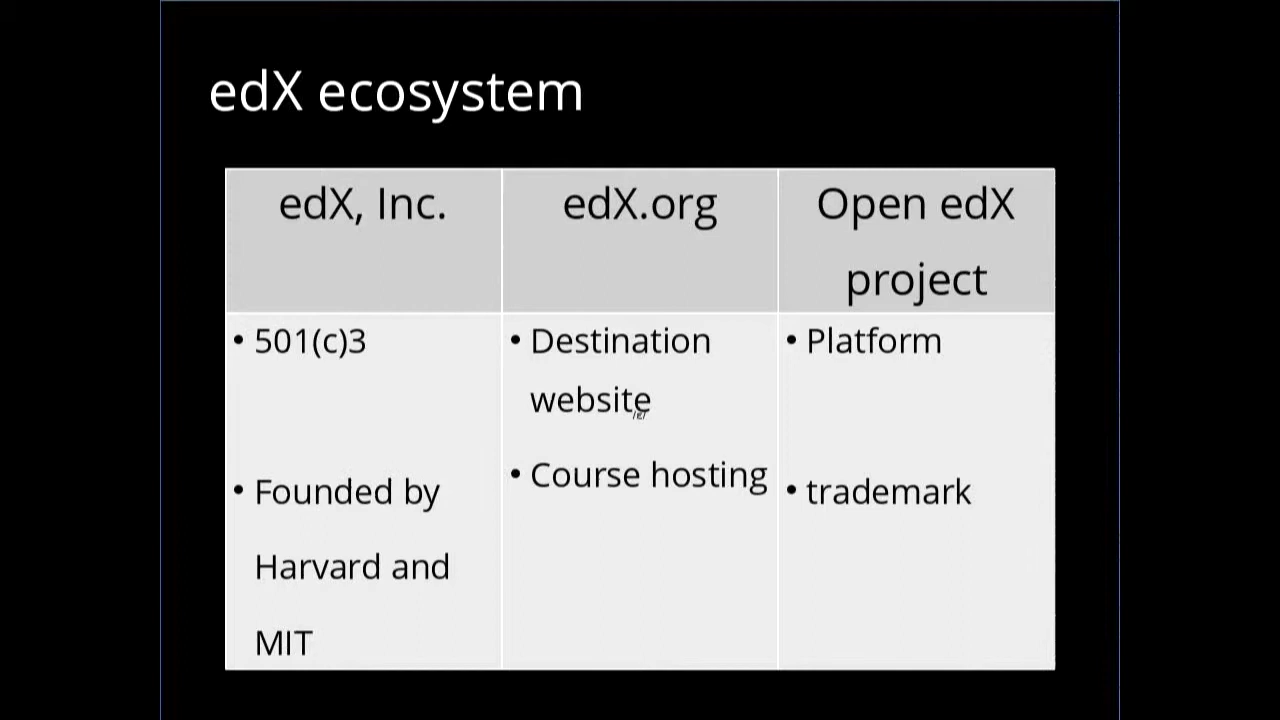 edX ecosystem
edX, Inc.
edX.org
Open edX
project
• 501(c)3
• Founded by
Harvard and
MIT
• Destination
website
• Course hosting
• Platform
• trademark